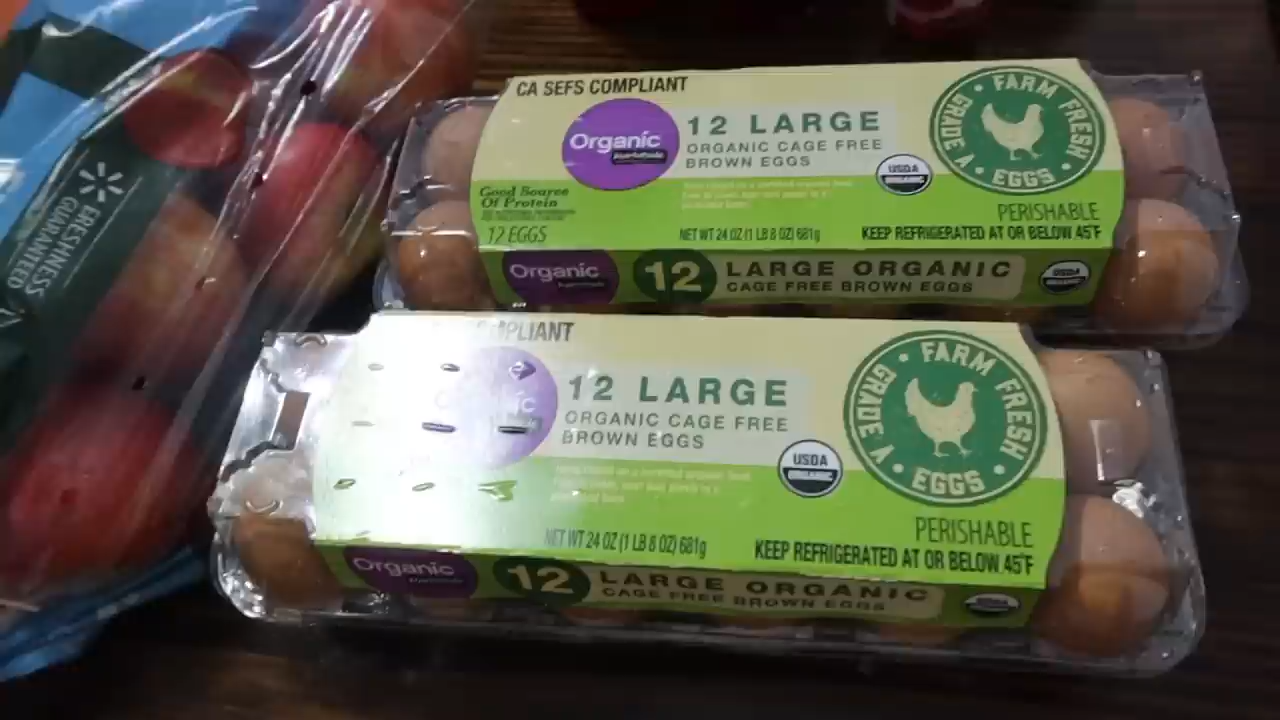 FRESHNESS
GUARANTEED
CA SEFS COMPLIANT
Organic
12 LARGE
ORGANIC CAGE FREE
BROWN EGGS
USDA
ORGANIC
FARM FRESH
GRADE A
EGGS
Good Source
Of Protein
12 EGGS
NET WT 24 OZ (1 LB 8 OZ) 681g
PERISHABLE
KEEP REFRIGERATED AT OR BELOW 45°F
Organic
12
LARGE ORGANIC
CAGE FREE BROWN EGGS
USDA
ORGANIC
MPLIANT
12 LARGE
ORGANIC CAGE FREE
BROWN EGGS
USDA
ORGANIC
FARM FRESH
GRADE A
EGGS
NET WT 24 OZ (1 LB 8 OZ) 681g
PERISHABLE
KEEP REFRIGERATED AT OR BELOW 45°F
Organic
12
LARGE ORGANIC
CAGE FREE BROWN EGGS
USDA
ORGANIC